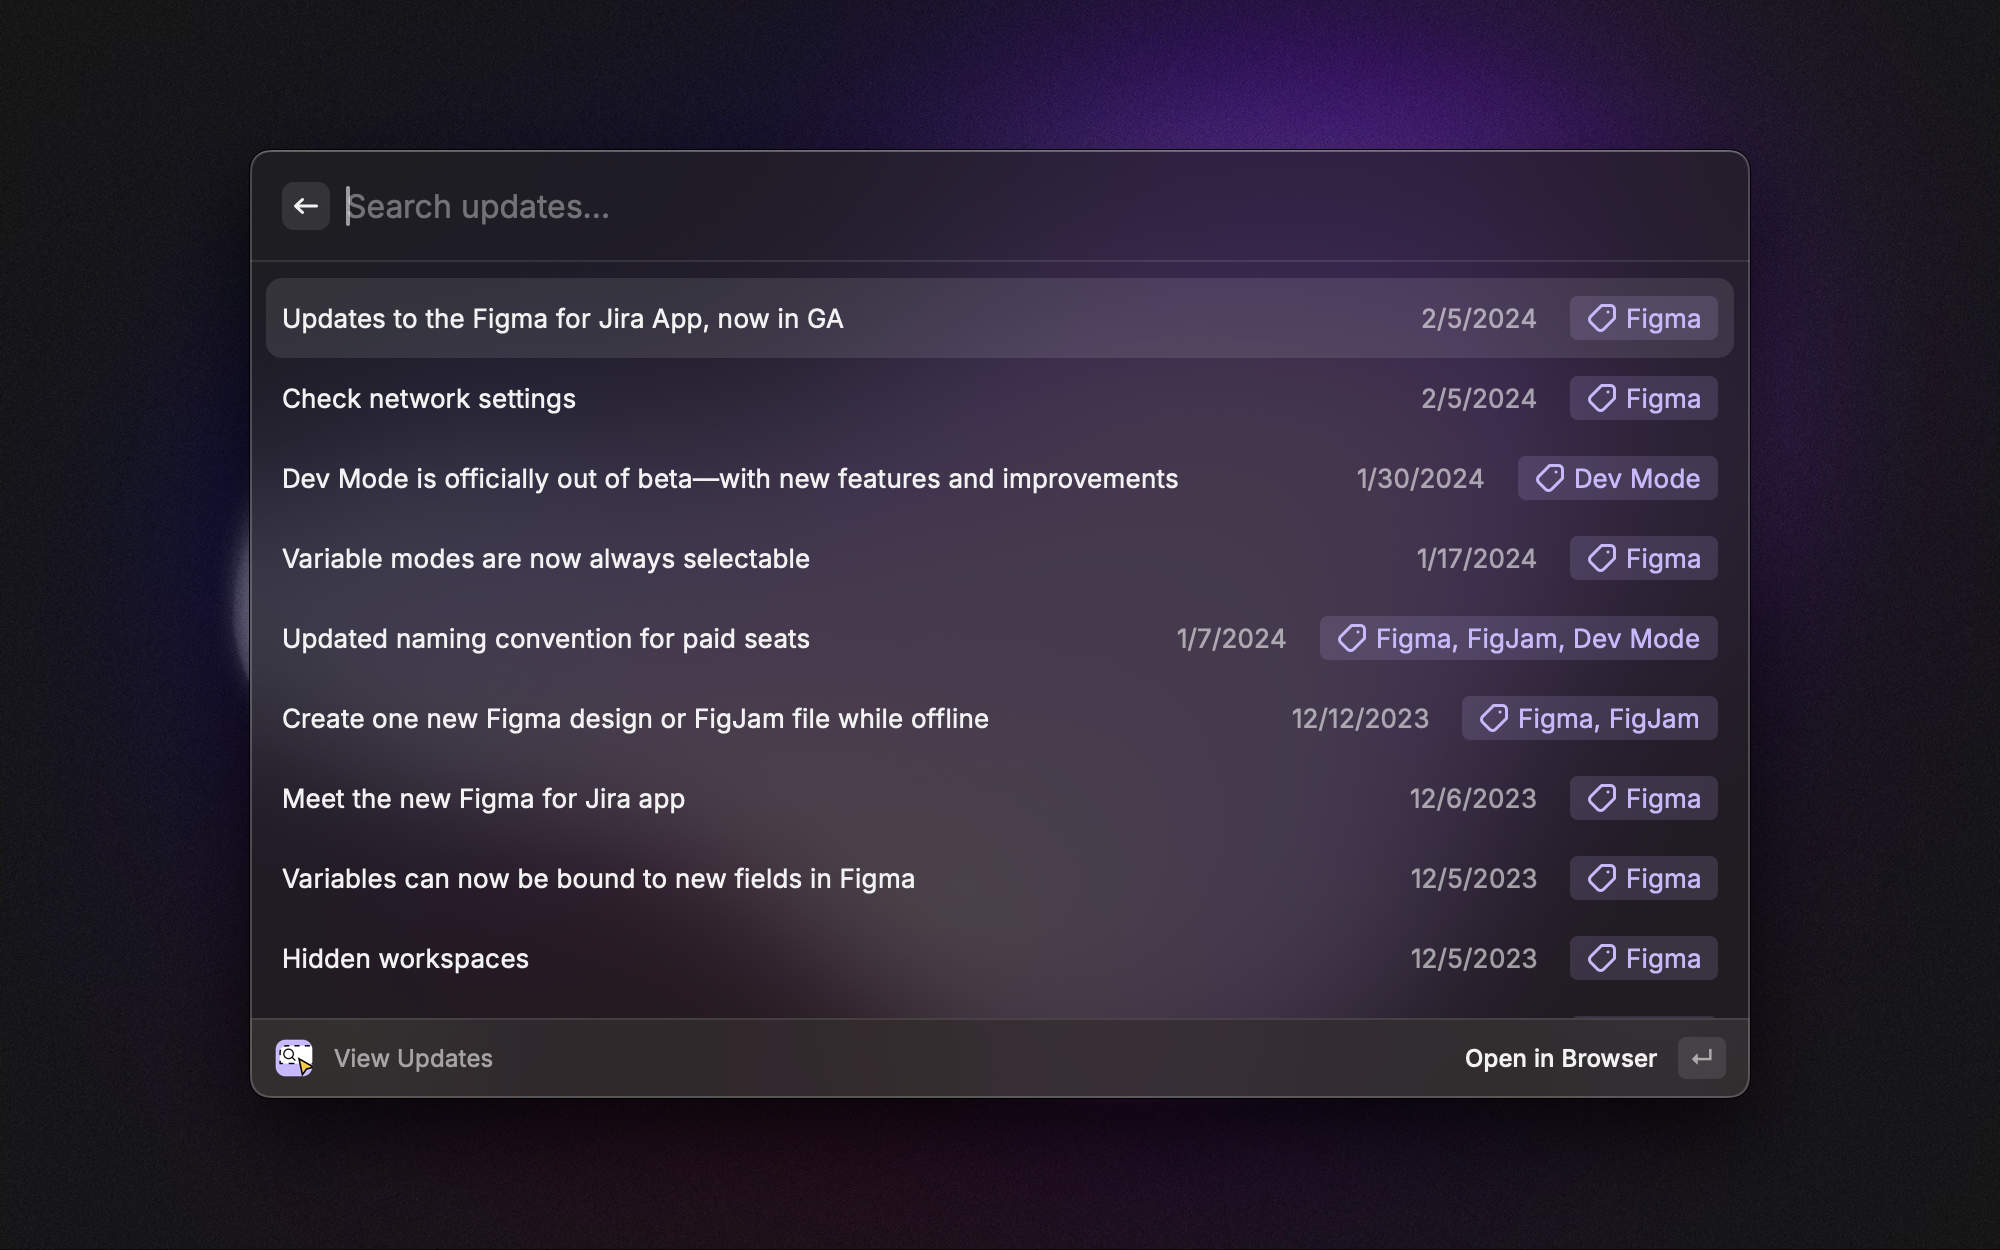 Search updates...
Updates to the Figma for Jira App, now in GA 2/5/2024 Figma
Check network settings 2/5/2024 Figma
Dev Mode is officially out of beta—with new features and improvements 1/30/2024 Dev Mode
Variable modes are now always selectable 1/17/2024 Figma
Updated naming convention for paid seats 1/7/2024 Figma, FigJam, Dev Mode
Create one new Figma design or FigJam file while offline 12/12/2023 Figma, FigJam
Meet the new Figma for Jira app 12/6/2023 Figma
Variables can now be bound to new fields in Figma 12/5/2023 Figma
Hidden workspaces 12/5/2023 Figma
View Updates Open in Browser